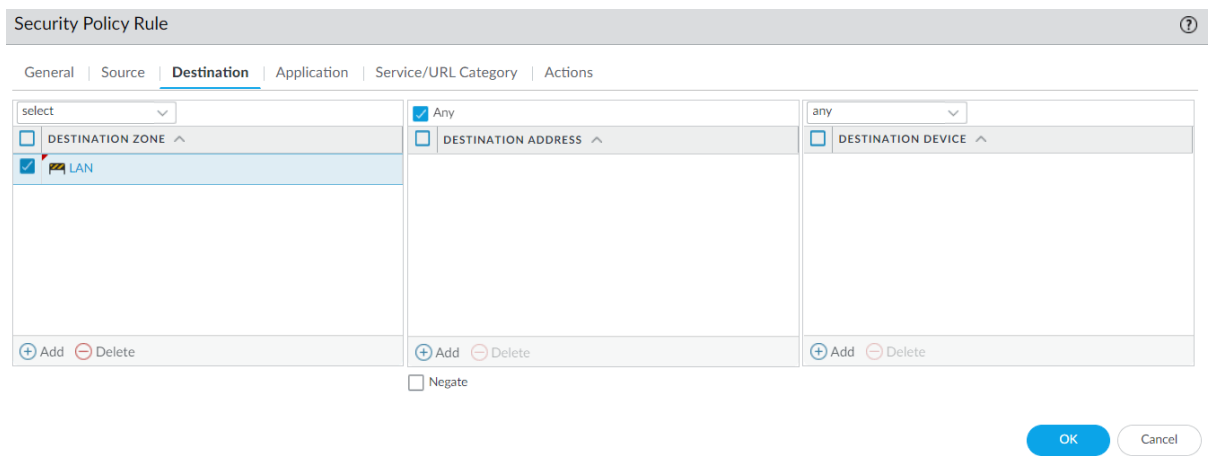 Security Policy Rule
General | Source | Destination | Application | Service/URL Category | Actions
select
DESTINATION ZONE
LAN
Add Delete
Any
DESTINATION ADDRESS
Add Delete
Negate
any
DESTINATION DEVICE
Add Delete
OK Cancel